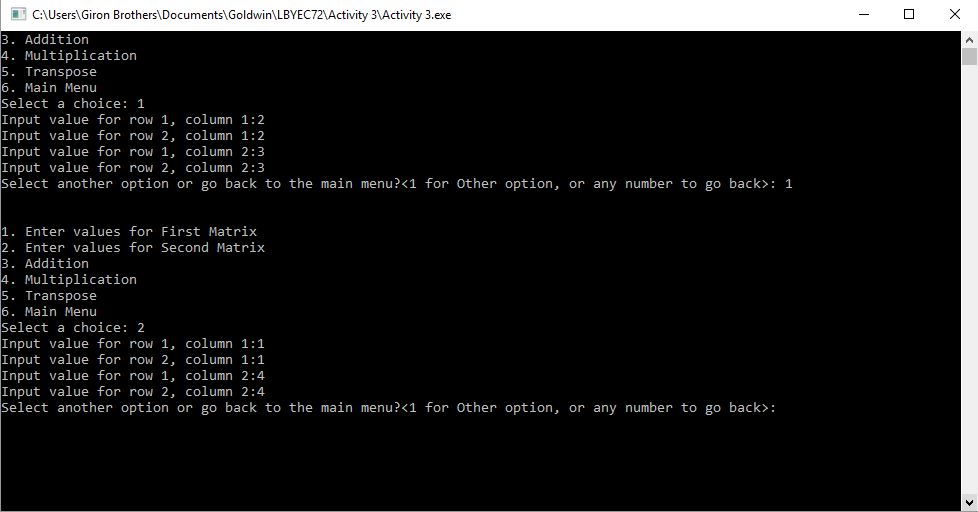 C:\Users\Giron Brothers\Documents\Goldwin\LBYEC72\Activity 3\Activity 3.exe
3. Addition
4. Multiplication
5. Transpose
6. Main Menu
Select a choice: 1
Input value for row 1, column 1:2
Input value for row 2, column 1:2
Input value for row 1, column 2:3
Input value for row 2, column 2:3
Select another option or go back to the main menu?<1 for Other option, or any number to go back>: 1
1. Enter values for First Matrix
2. Enter values for Second Matrix
3. Addition
4. Multiplication
5. Transpose
6. Main Menu
Select a choice: 2
Input value for row 1, column 1:1
Input value for row 2, column 1:1
Input value for row 1, column 2:4
Input value for row 2, column 2:4
Select another option or go back to the main menu?<1 for Other option, or any number to go back>: